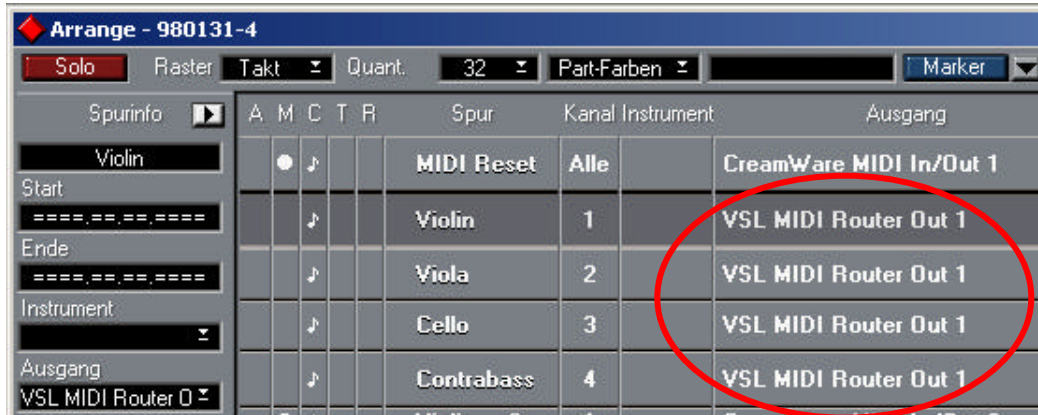 Arrange - 980131-4
Solo Raster Takt Quant. 32 Part-Farben Marker
Spurinfo A M C T R Spur Kanal Instrument Ausgang
Violin MIDI Reset Alle CreamWare MIDI In/Out 1
Start
====.==.==.==== Violin 1 VSL MIDI Router Out 1
Ende
====.==.==.==== Viola 2 VSL MIDI Router Out 1
Instrument
Cello 3 VSL MIDI Router Out 1
Ausgang
VSL MIDI Router O Contrabass 4 VSL MIDI Router Out 1